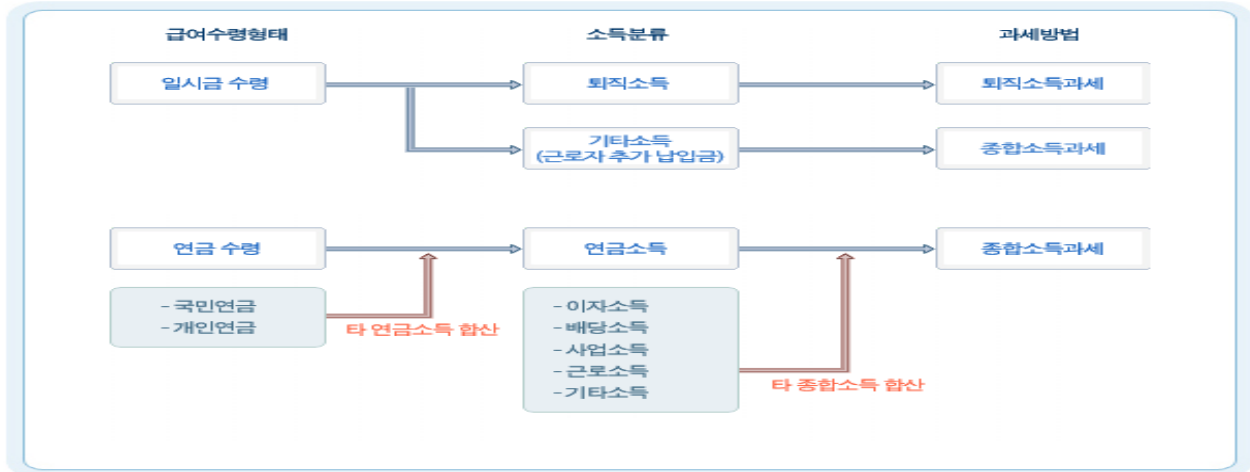 급여수령형태
소득분류
과세방법
일시금 수령
퇴직소득
퇴직소득과세
기타소득
(근로자 추가 납입금)
종합소득과세
연금 수령
연금소득
종합소득과세
- 국민연금
- 개인연금
타 연금소득 합산
- 이자소득
- 배당소득
- 사업소득
- 근로소득
- 기타소득
타 종합소득 합산